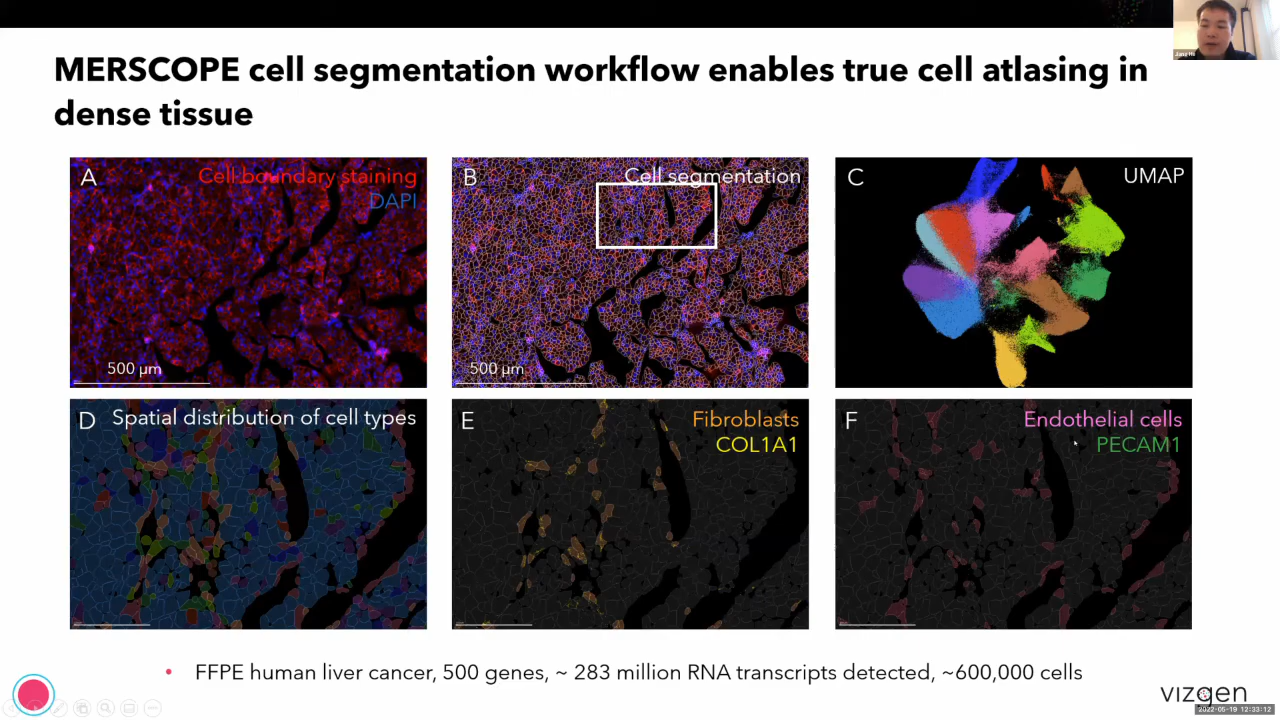 MERSCOPE cell segmentation workflow enables true cell atlasing in
dense tissue
A
Cell boundary staining
DAPI
500 µm
B
Cell segmentation
500 µm
C
UMAP
D
Spatial distribution of cell types
E
Fibroblasts
COL1A1
F
Endothelial cells
PECAM1
• FFPE human liver cancer, 500 genes, ~ 283 million RNA transcripts detected, ~600,000 cells
vizgen
2022-05-19 12:33:12